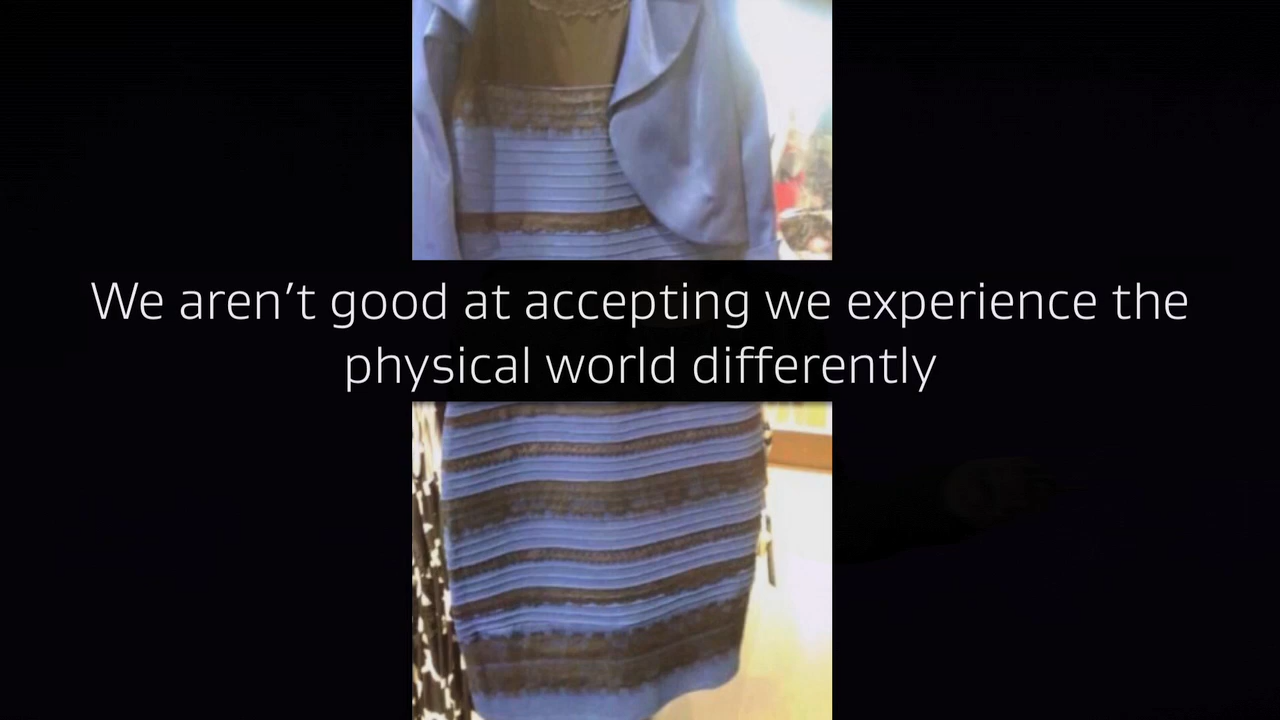 We aren’t good at accepting we experience the
physical world differently